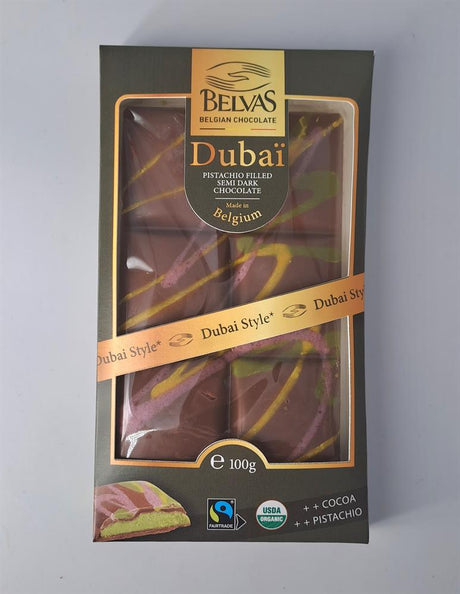 BELVAS
BELGIAN CHOCOLATE
Dubaï
PISTACHIO FILLED
SEMI DARK
CHOCOLATE
Made in
Belgium
Dubai Style* Dubai Style* Dubai Sty
℮ 100g
FAIRTRADE
USDA
ORGANIC
++ COCOA
++ PISTACHIO